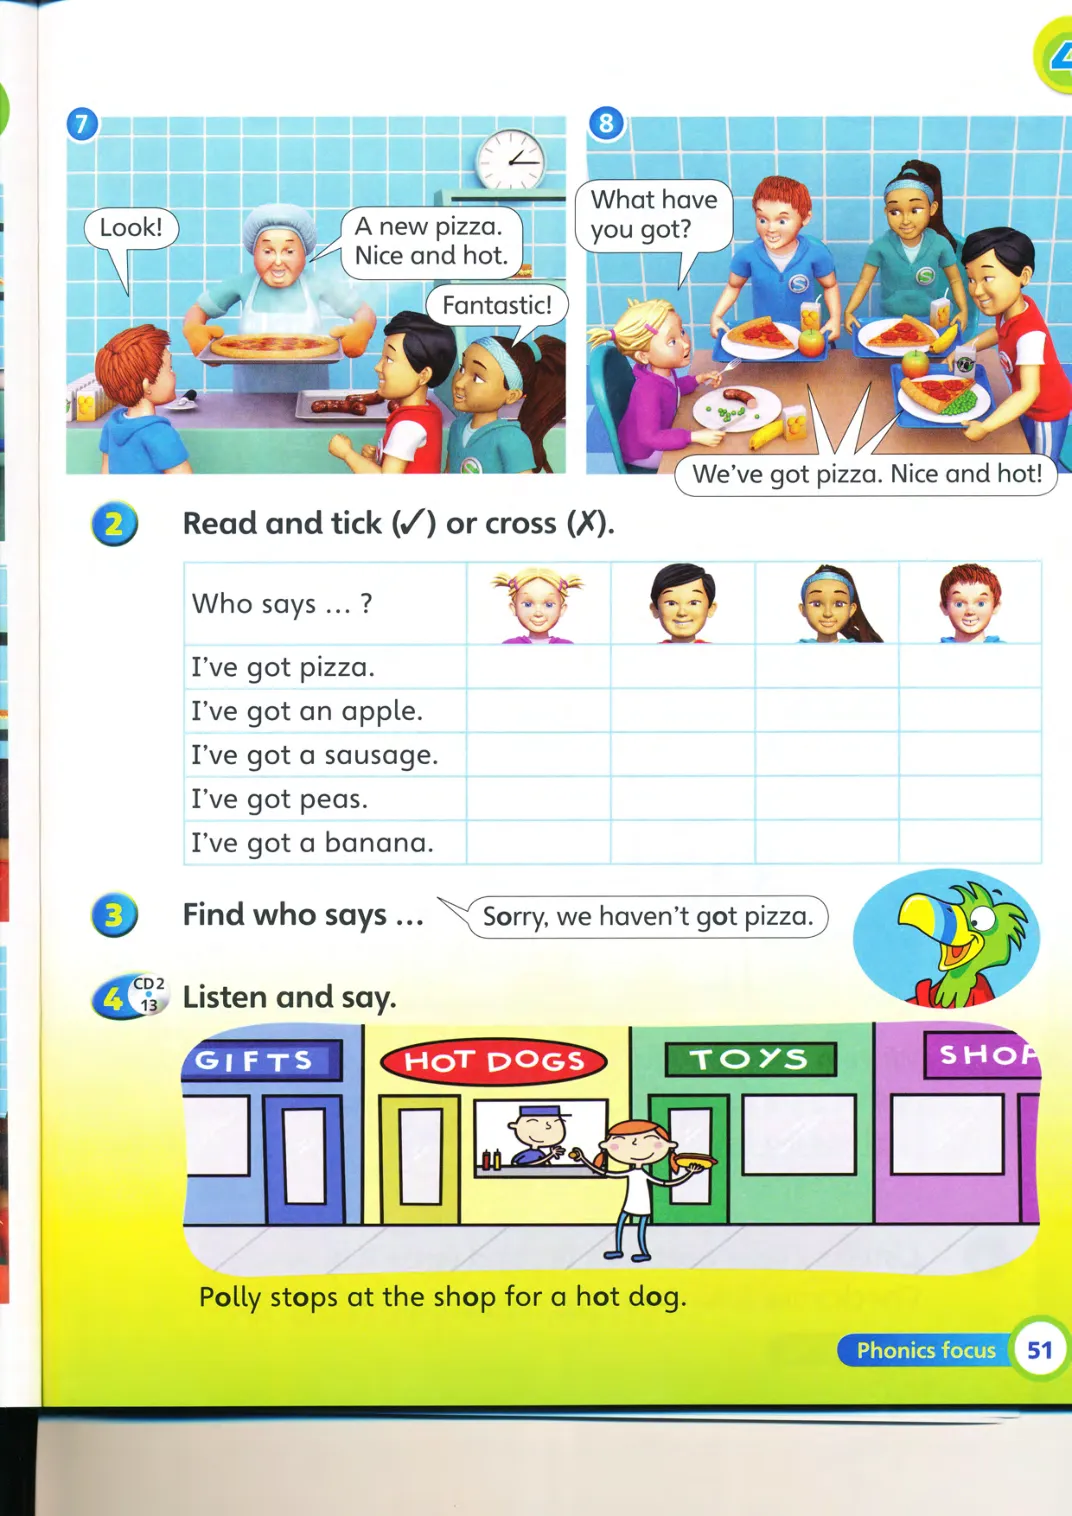 4
7
Look!
A new pizza.
Nice and hot.
Fantastic!
8
What have
you got?
We've got pizza. Nice and hot!
2 Read and tick (✓) or cross (✗).
Who says ... ?
I've got pizza.
I've got an apple.
I've got a sausage.
I've got peas.
I've got a banana.
3 Find who says ... Sorry, we haven't got pizza.
4 CD2 13 Listen and say.
GIFTS HOT DOGS TOYS SHOP
Polly stops at the shop for a hot dog.
Phonics focus 51